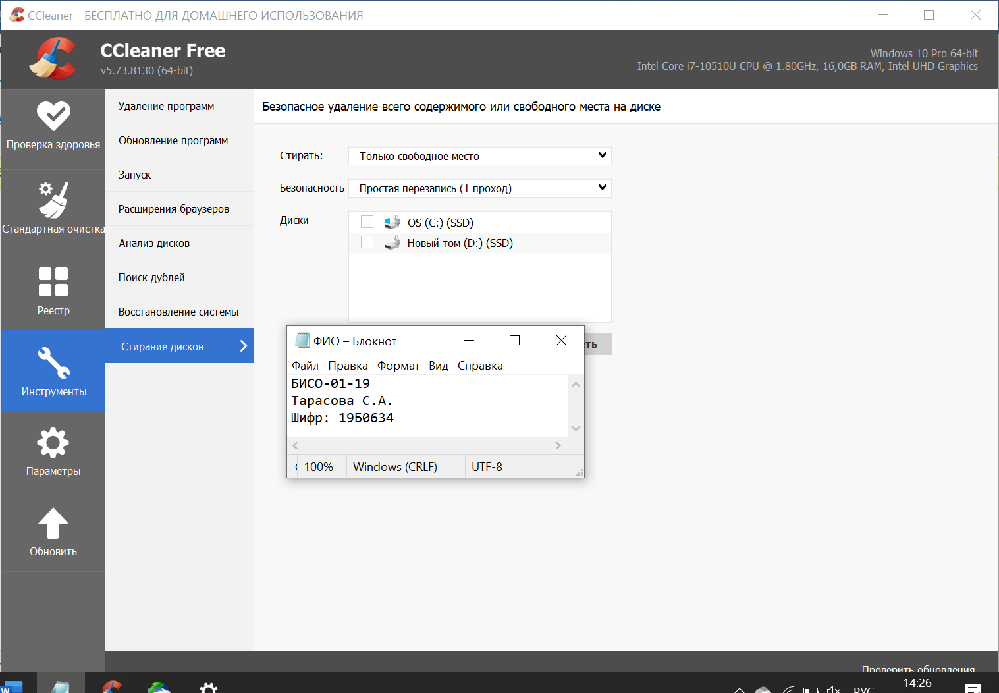 CCleaner - БЕСПЛАТНО ДЛЯ ДОМАШНЕГО ИСПОЛЬЗОВАНИЯ
CCleaner Free
v5.73.8130 (64-bit)
Windows 10 Pro 64-bit
Intel Core i7-10510U CPU @ 1.80GHz, 16,0GB RAM, Intel UHD Graphics
Проверка здоровья
Стандартная очистка
Реестр
Инструменты
Параметры
Обновить
Удаление программ
Обновление программ
Запуск
Расширения браузеров
Анализ дисков
Поиск дублей
Восстановление системы
Стирание дисков
Безопасное удаление всего содержимого или свободного места на диске
Стирать:
Только свободное место
Безопасность
Простая перезапись (1 проход)
Диски
OS (C:) (SSD)
Новый том (D:) (SSD)
ФИО – Блокнот
Файл Правка Формат Вид Справка
БИСО-01-19
Тарасова С.А.
Шифр: 19Б0634
100% Windows (CRLF) UTF-8
Проверить обновления
14:26
РУС